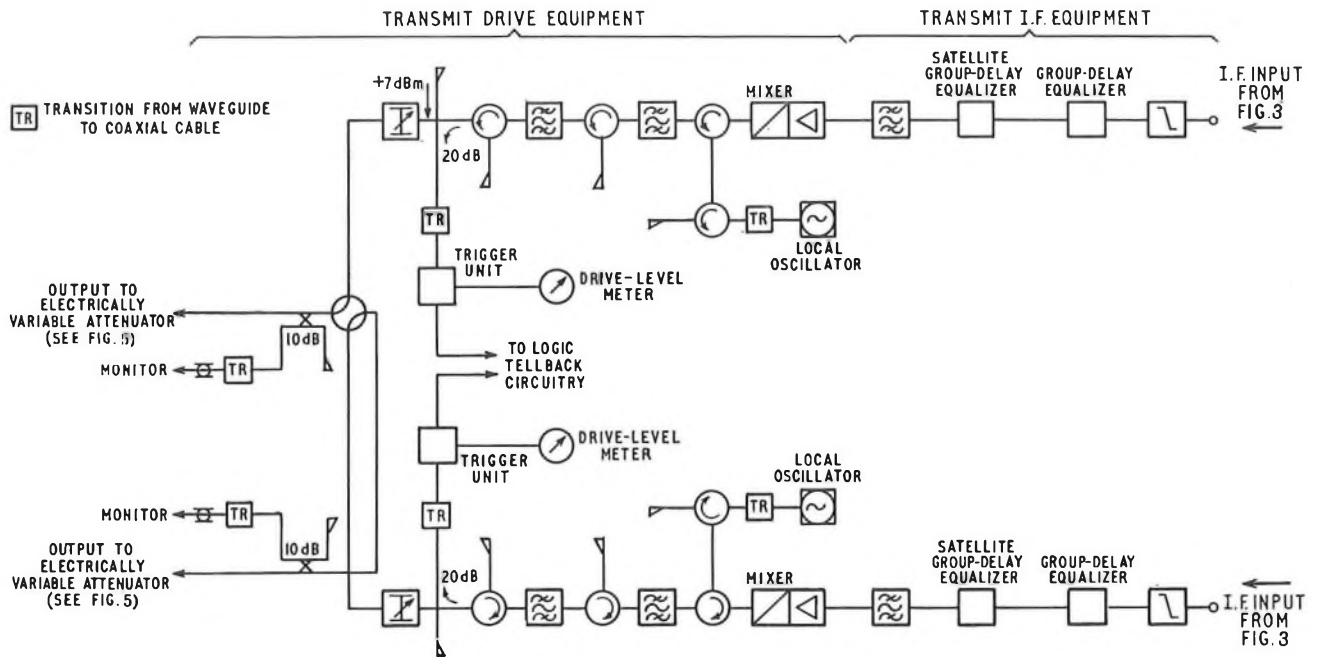 TRANSMIT DRIVE EQUIPMENT
TRANSMIT I.F. EQUIPMENT
TR
TRANSITION FROM WAVEGUIDE
TO COAXIAL CABLE
+7dBm
20dB
MIXER
SATELLITE
GROUP-DELAY
EQUALIZER
GROUP-DELAY
EQUALIZER
I.F. INPUT
FROM
FIG.3
TR
TR
LOCAL
OSCILLATOR
TRIGGER
UNIT
DRIVE-LEVEL
METER
OUTPUT TO
ELECTRICALLY
VARIABLE ATTENUATOR
(SEE FIG. 5)
10dB
MONITOR
TR
TO LOGIC
TELLBACK
CIRCUITRY
TRIGGER
UNIT
DRIVE-LEVEL
METER
LOCAL
OSCILLATOR
TR
MONITOR
TR
TR
10dB
OUTPUT TO
ELECTRICALLY
VARIABLE ATTENUATOR
(SEE FIG.5)
20dB
MIXER
SATELLITE
GROUP-DELAY
EQUALIZER
GROUP-DELAY
EQUALIZER
I.F. INPUT
FROM
FIG.3